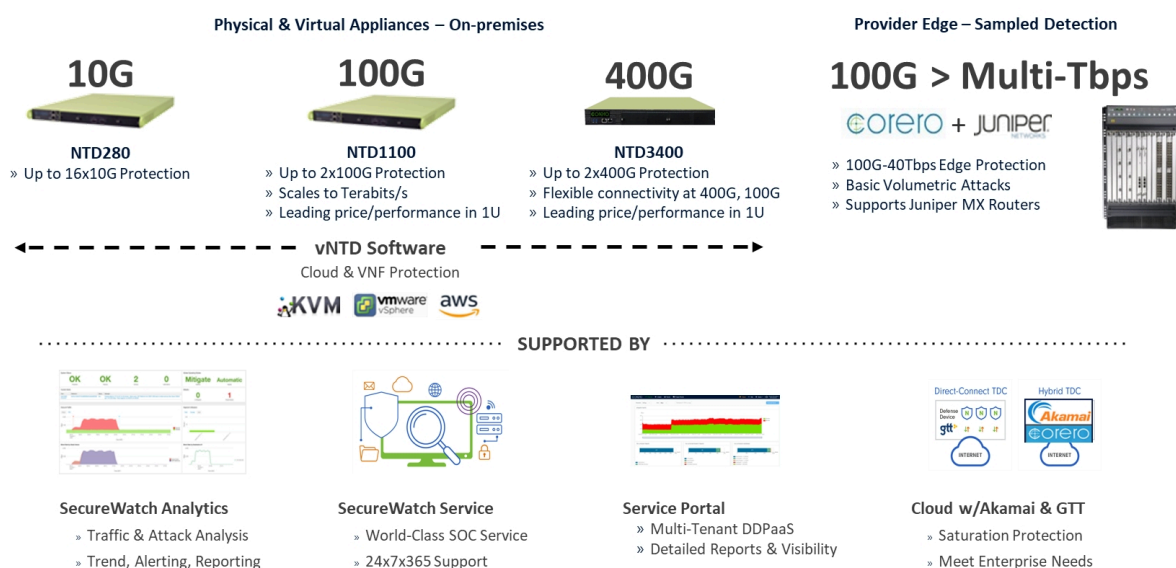 Physical & Virtual Appliances – On-premises
Provider Edge – Sampled Detection
10G
100G
400G
100G > Multi-Tbps
corero + JUNIPER
NETWORKS
NTD280
» Up to 16x10G Protection
NTD1100
» Up to 2x100G Protection
» Scales to Terabits/s
» Leading price/performance in 1U
NTD3400
» Up to 2x400G Protection
» Flexible connectivity at 400G, 100G
» Leading price/performance in 1U
» 100G-40Tbps Edge Protection
» Basic Volumetric Attacks
» Supports Juniper MX Routers
vNTD Software
Cloud & VNF Protection
KVM
vmware
vSphere
aws
SUPPORTED BY
OK OK 2 0 Mitigate Automatic
0 1
Direct-Connect TDC
Defense
Device
gtt
N N N
INTERNET
Hybrid TDC
Akamai
corero
INTERNET
SecureWatch Analytics
» Traffic & Attack Analysis
» Trend, Alerting, Reporting
SecureWatch Service
» World-Class SOC Service
» 24x7x365 Support
Service Portal
» Multi-Tenant DDPaaS
» Detailed Reports & Visibility
Cloud w/Akamai & GTT
» Saturation Protection
» Meet Enterprise Needs